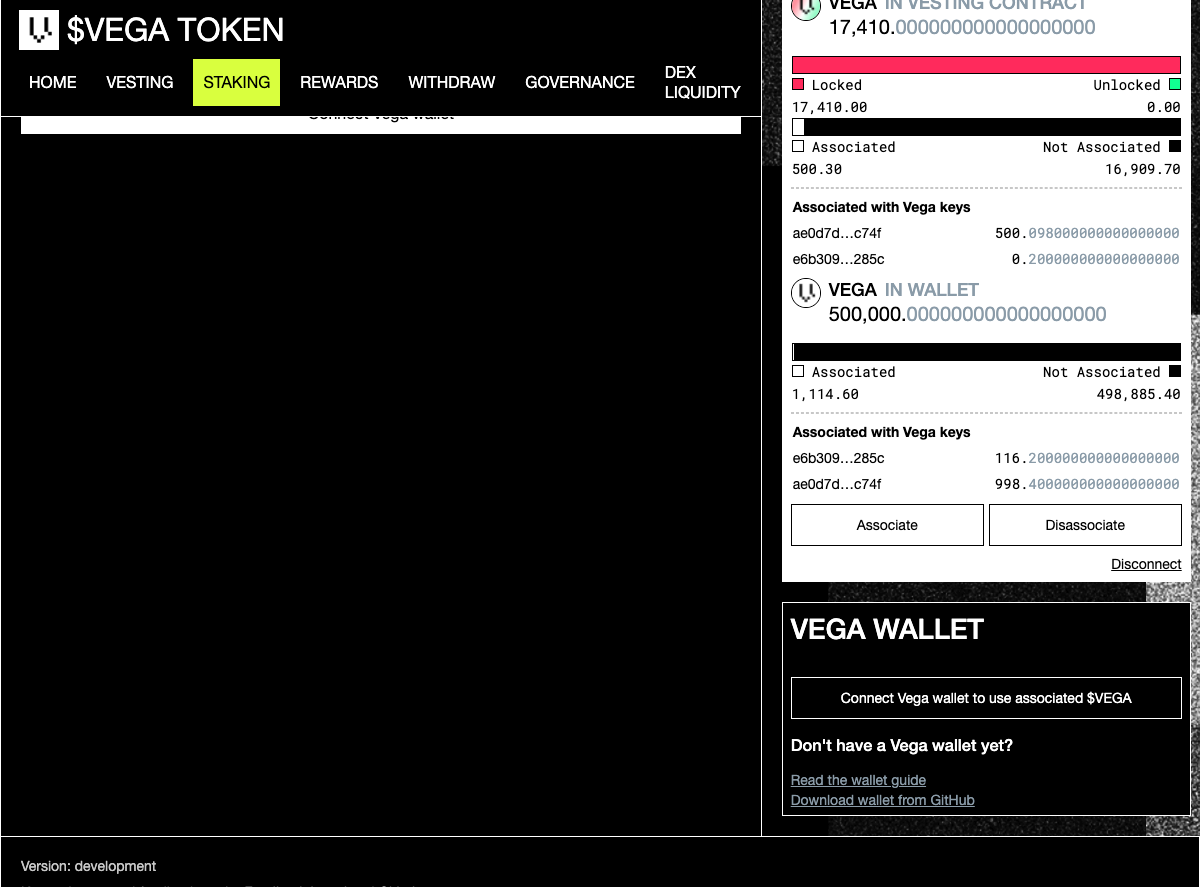 $VEGA TOKEN
HOME VESTING STAKING REWARDS WITHDRAW GOVERNANCE DEX LIQUIDITY
Connect Vega wallet
VEGA IN VESTING CONTRACT
17,410.000000000000000000
Locked Unlocked
17,410.00 0.00
Associated Not Associated
500.30 16,909.70
Associated with Vega keys
ae0d7d…c74f 500.098000000000000000
e6b309…285c 0.200000000000000000
VEGA IN WALLET
500,000.000000000000000000
Associated Not Associated
1,114.60 498,885.40
Associated with Vega keys
e6b309…285c 116.200000000000000000
ae0d7d…c74f 998.400000000000000000
Associate Disassociate
Disconnect
VEGA WALLET
Connect Vega wallet to use associated $VEGA
Don't have a Vega wallet yet?
Read the wallet guide
Download wallet from GitHub
Version: development